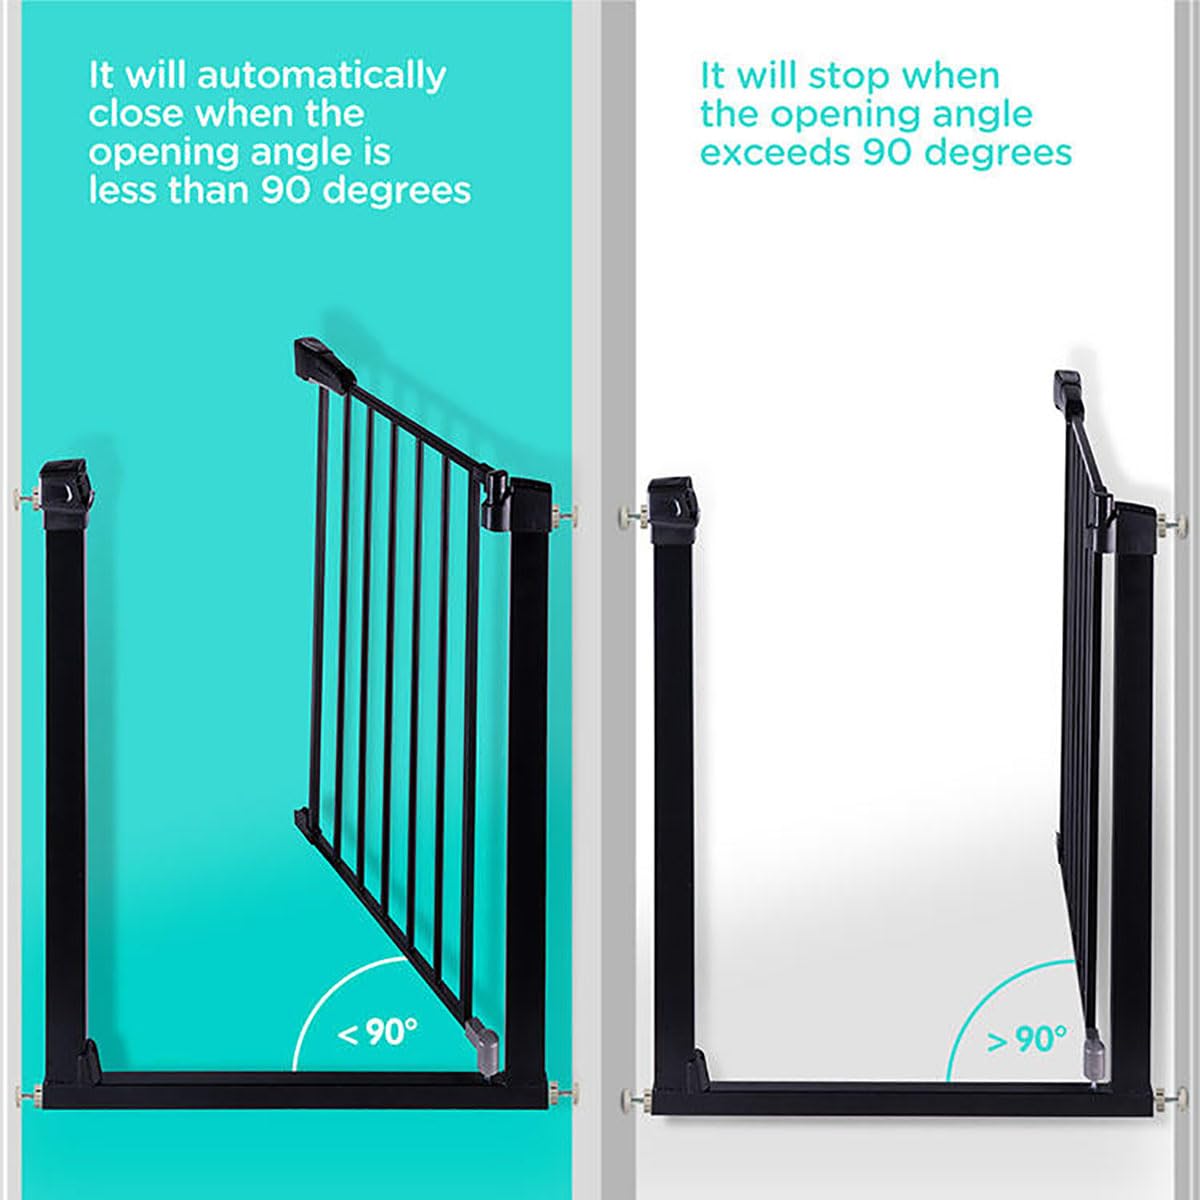 It will automatically
close when the
opening angle is
less than 90 degrees
It will stop when
the opening angle
exceeds 90 degrees
< 90°
> 90°